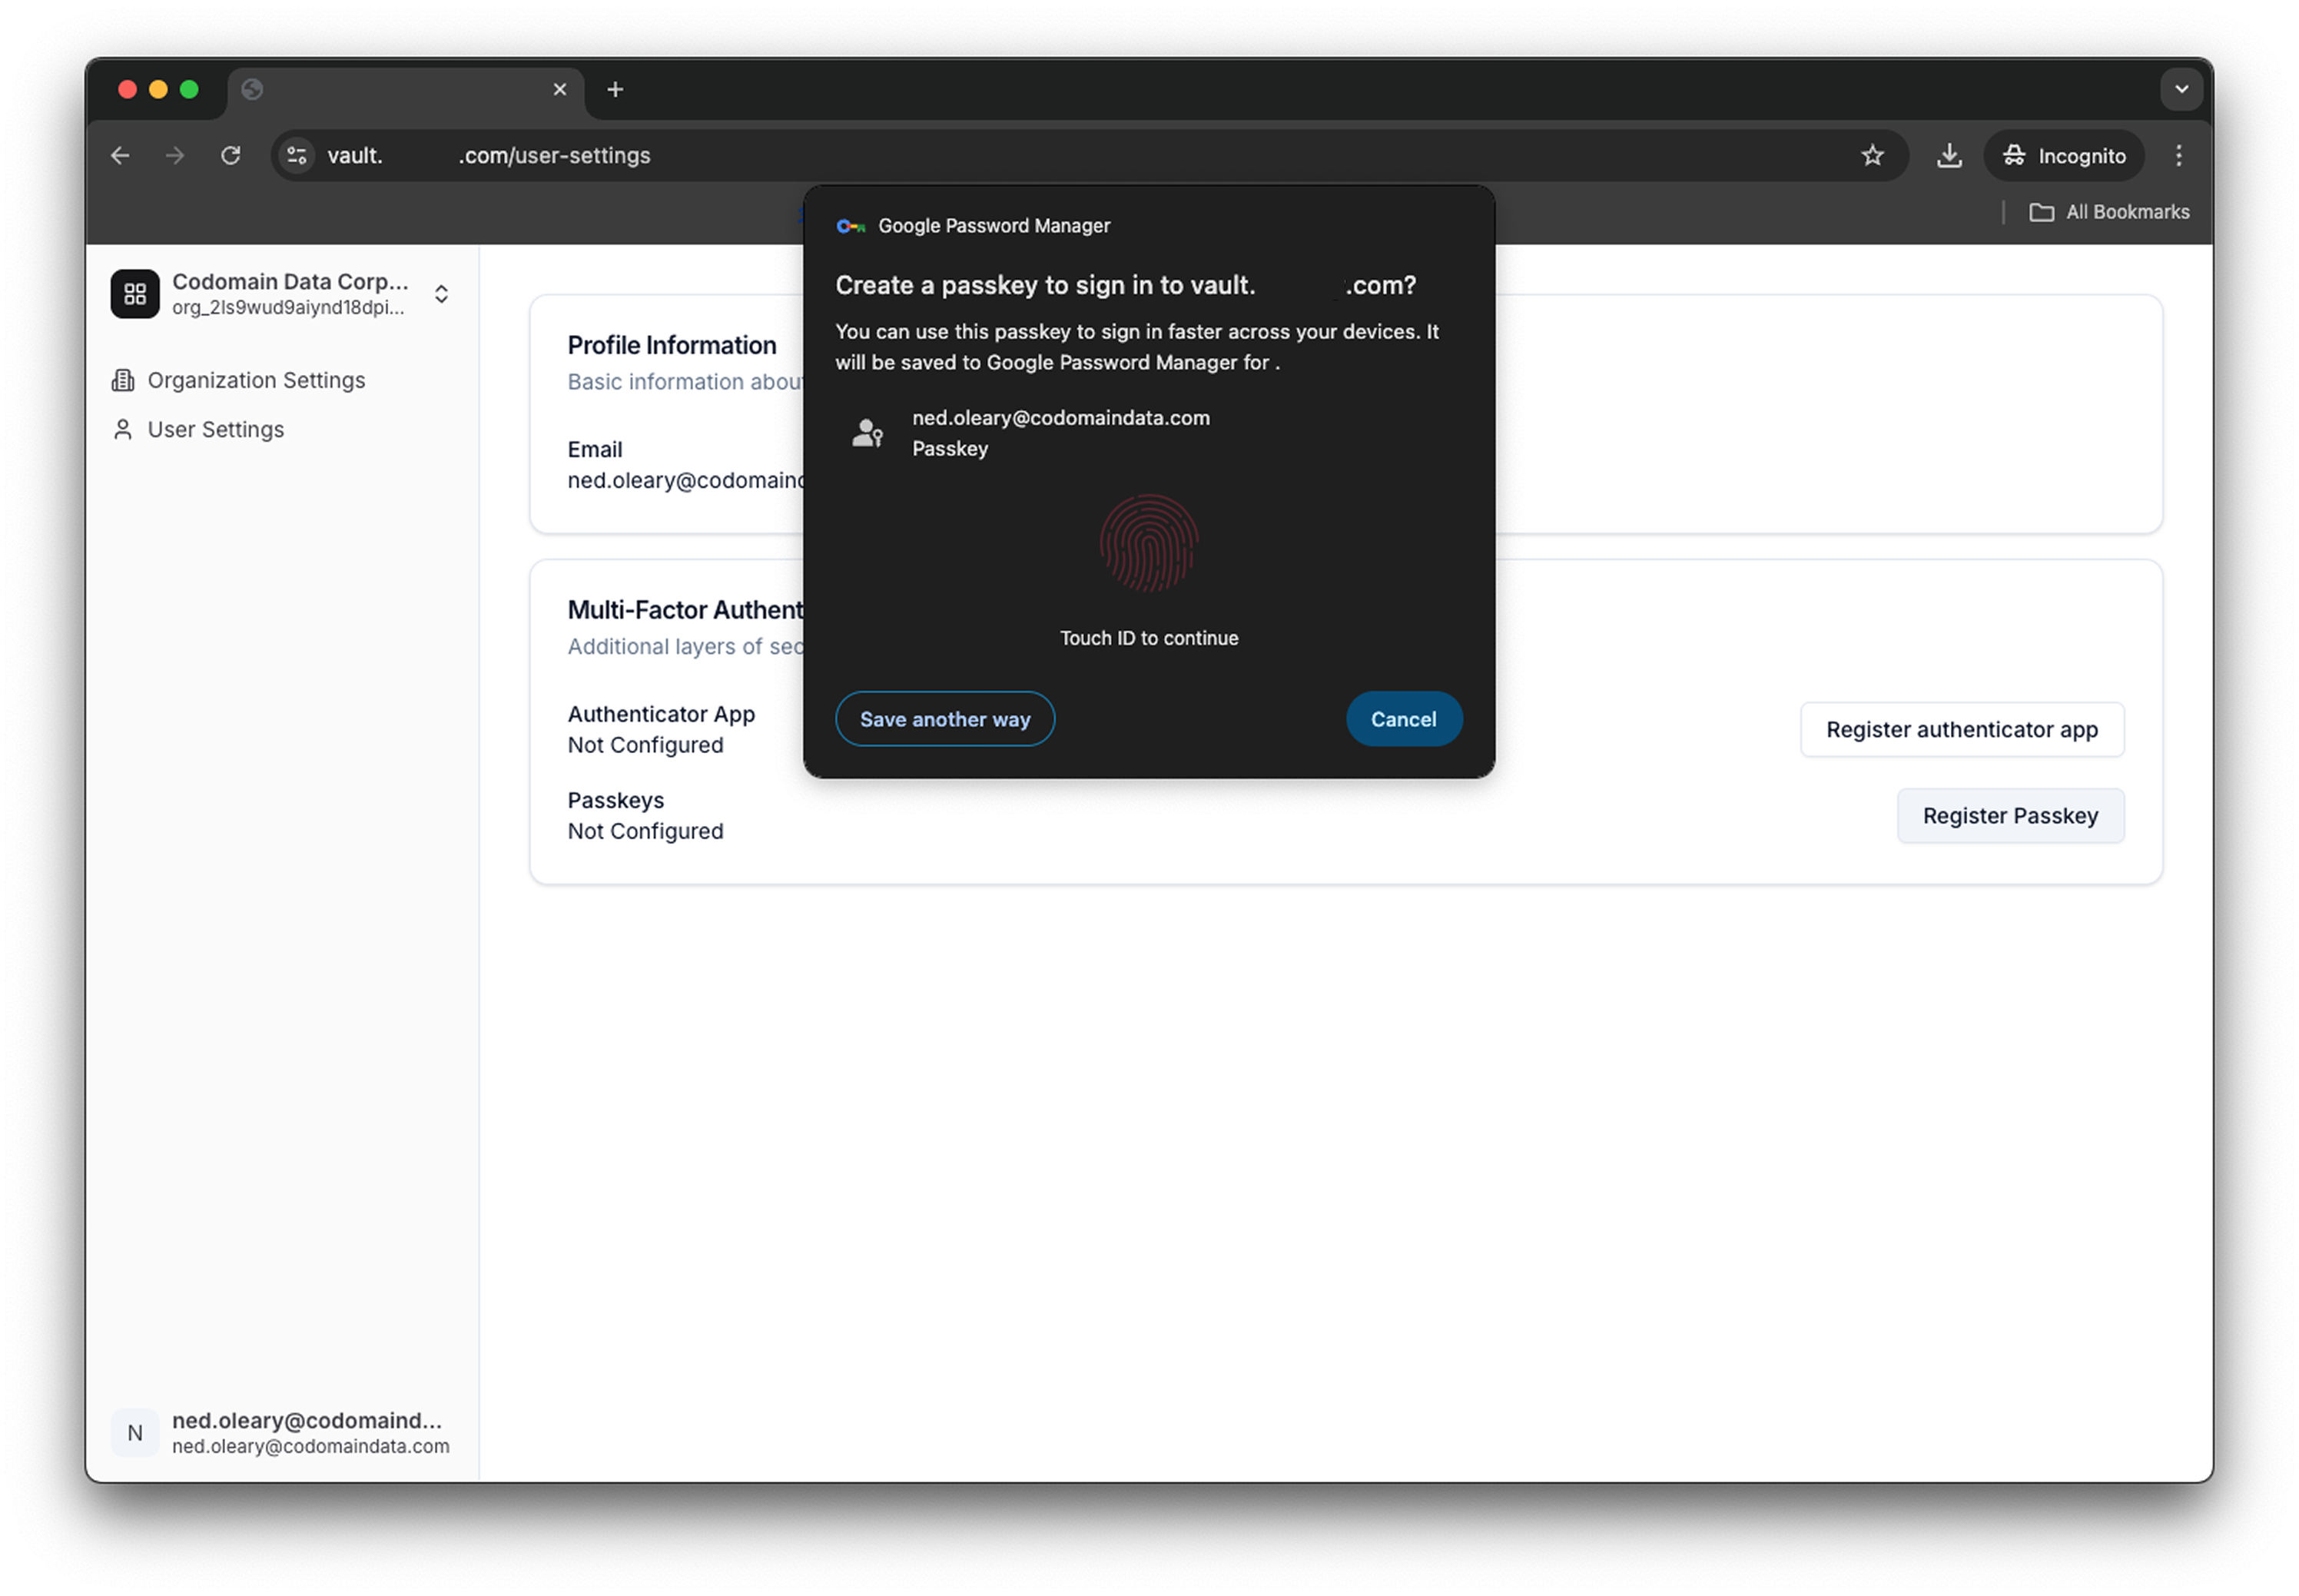 vault. .com/user-settings
Incognito
All Bookmarks
Codomain Data Corp...
org_2ls9wud9aiynd18dpi...
Organization Settings
User Settings
Profile Information
Basic information abou
Email
ned.oleary@codomain
Multi-Factor Authent
Additional layers of sec
Authenticator App
Not Configured
Register authenticator app
Passkeys
Not Configured
Register Passkey
Google Password Manager
Create a passkey to sign in to vault. .com?
You can use this passkey to sign in faster across your devices. It
will be saved to Google Password Manager for .
ned.oleary@codomaindata.com
Passkey
Touch ID to continue
Save another way
Cancel
N
ned.oleary@codomaind...
ned.oleary@codomaindata.com